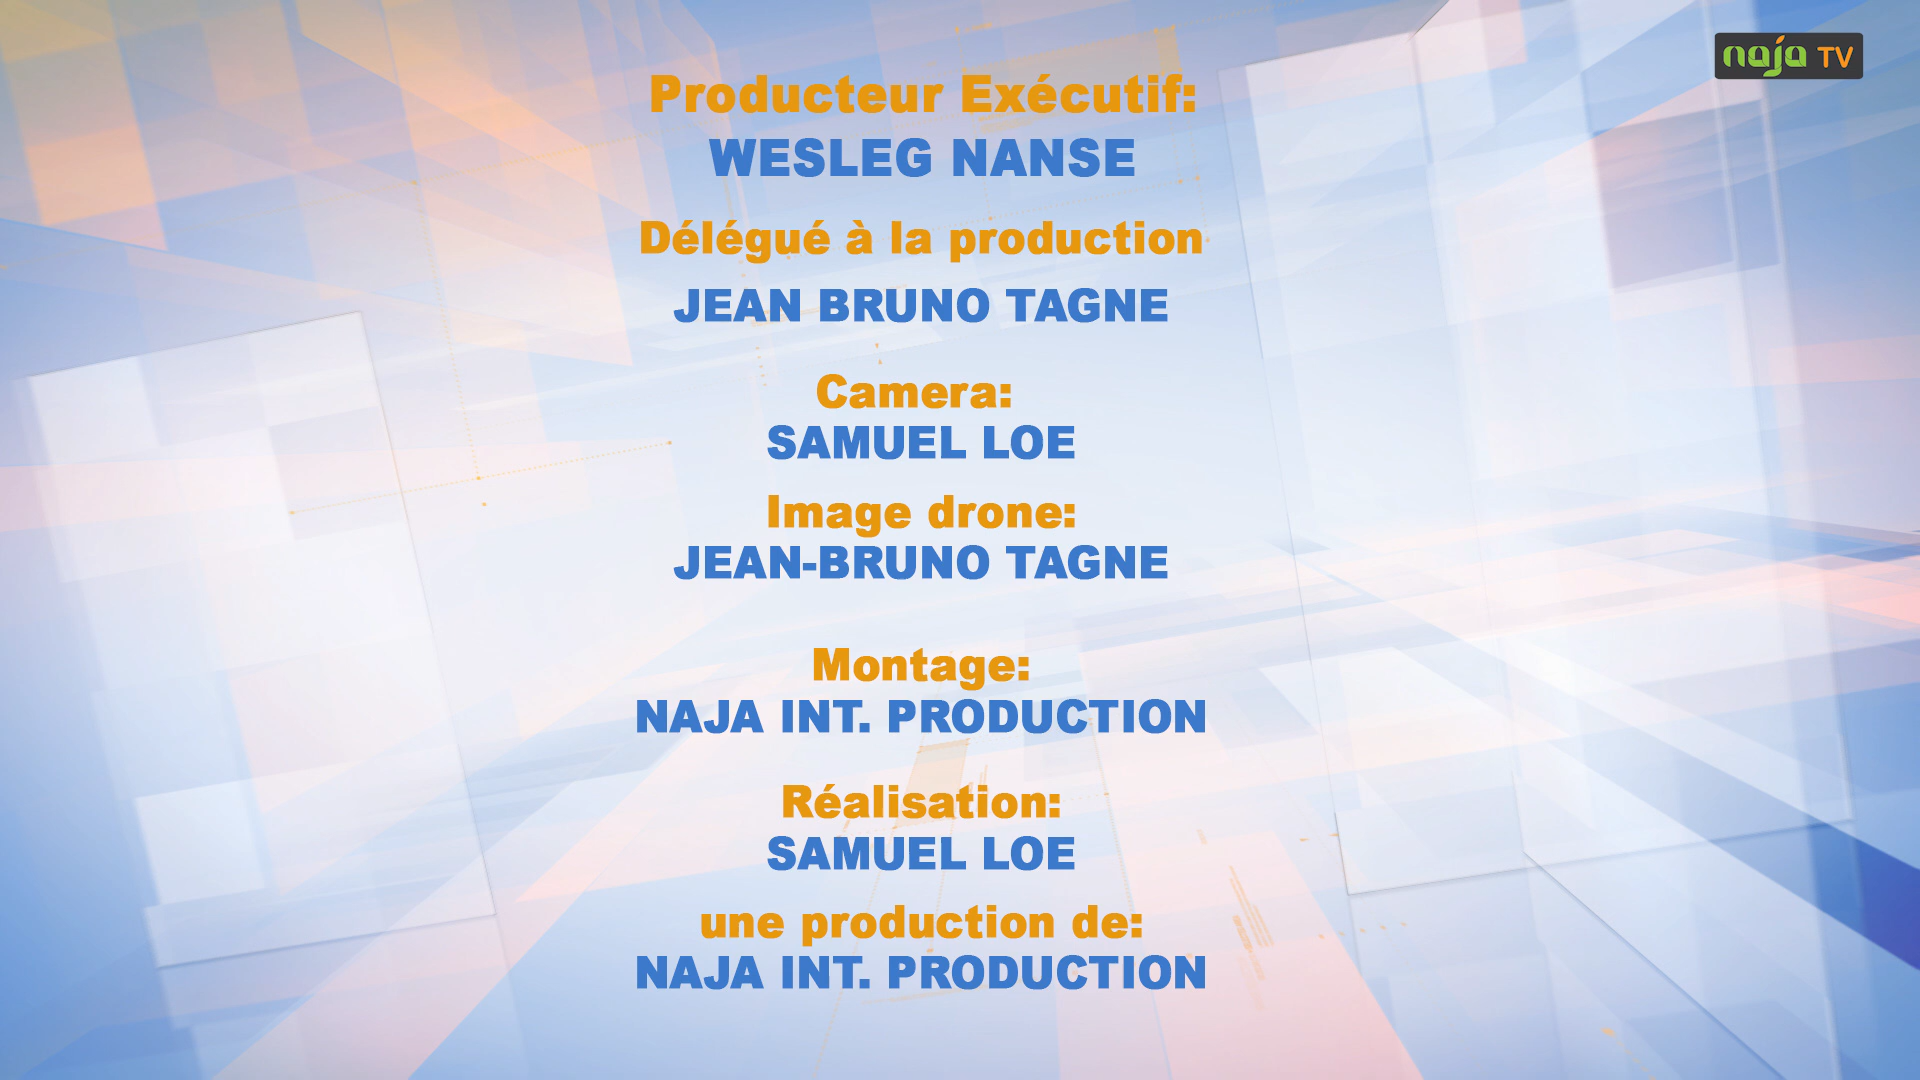 naja TV
Producteur Exécutif:
WESLEG NANSE
Délégué à la production
JEAN BRUNO TAGNE
Camera:
SAMUEL LOE
Image drone:
JEAN-BRUNO TAGNE
Montage:
NAJA INT. PRODUCTION
Réalisation:
SAMUEL LOE
une production de:
NAJA INT. PRODUCTION